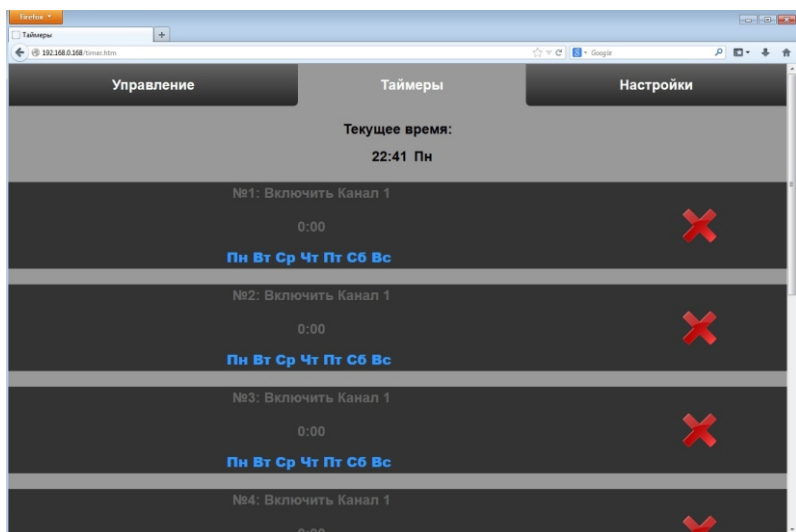 Firefox
Таймеры
192.168.0.168/timer.htm
Google
Управление Таймеры Настройки
Текущее время:
22:41 Пн
№1: Включить Канал 1
0:00
Пн Вт Ср Чт Пт Сб Вс
№2: Включить Канал 1
0:00
Пн Вт Ср Чт Пт Сб Вс
№3: Включить Канал 1
0:00
Пн Вт Ср Чт Пт Сб Вс
№4: Включить Канал 1
0:00